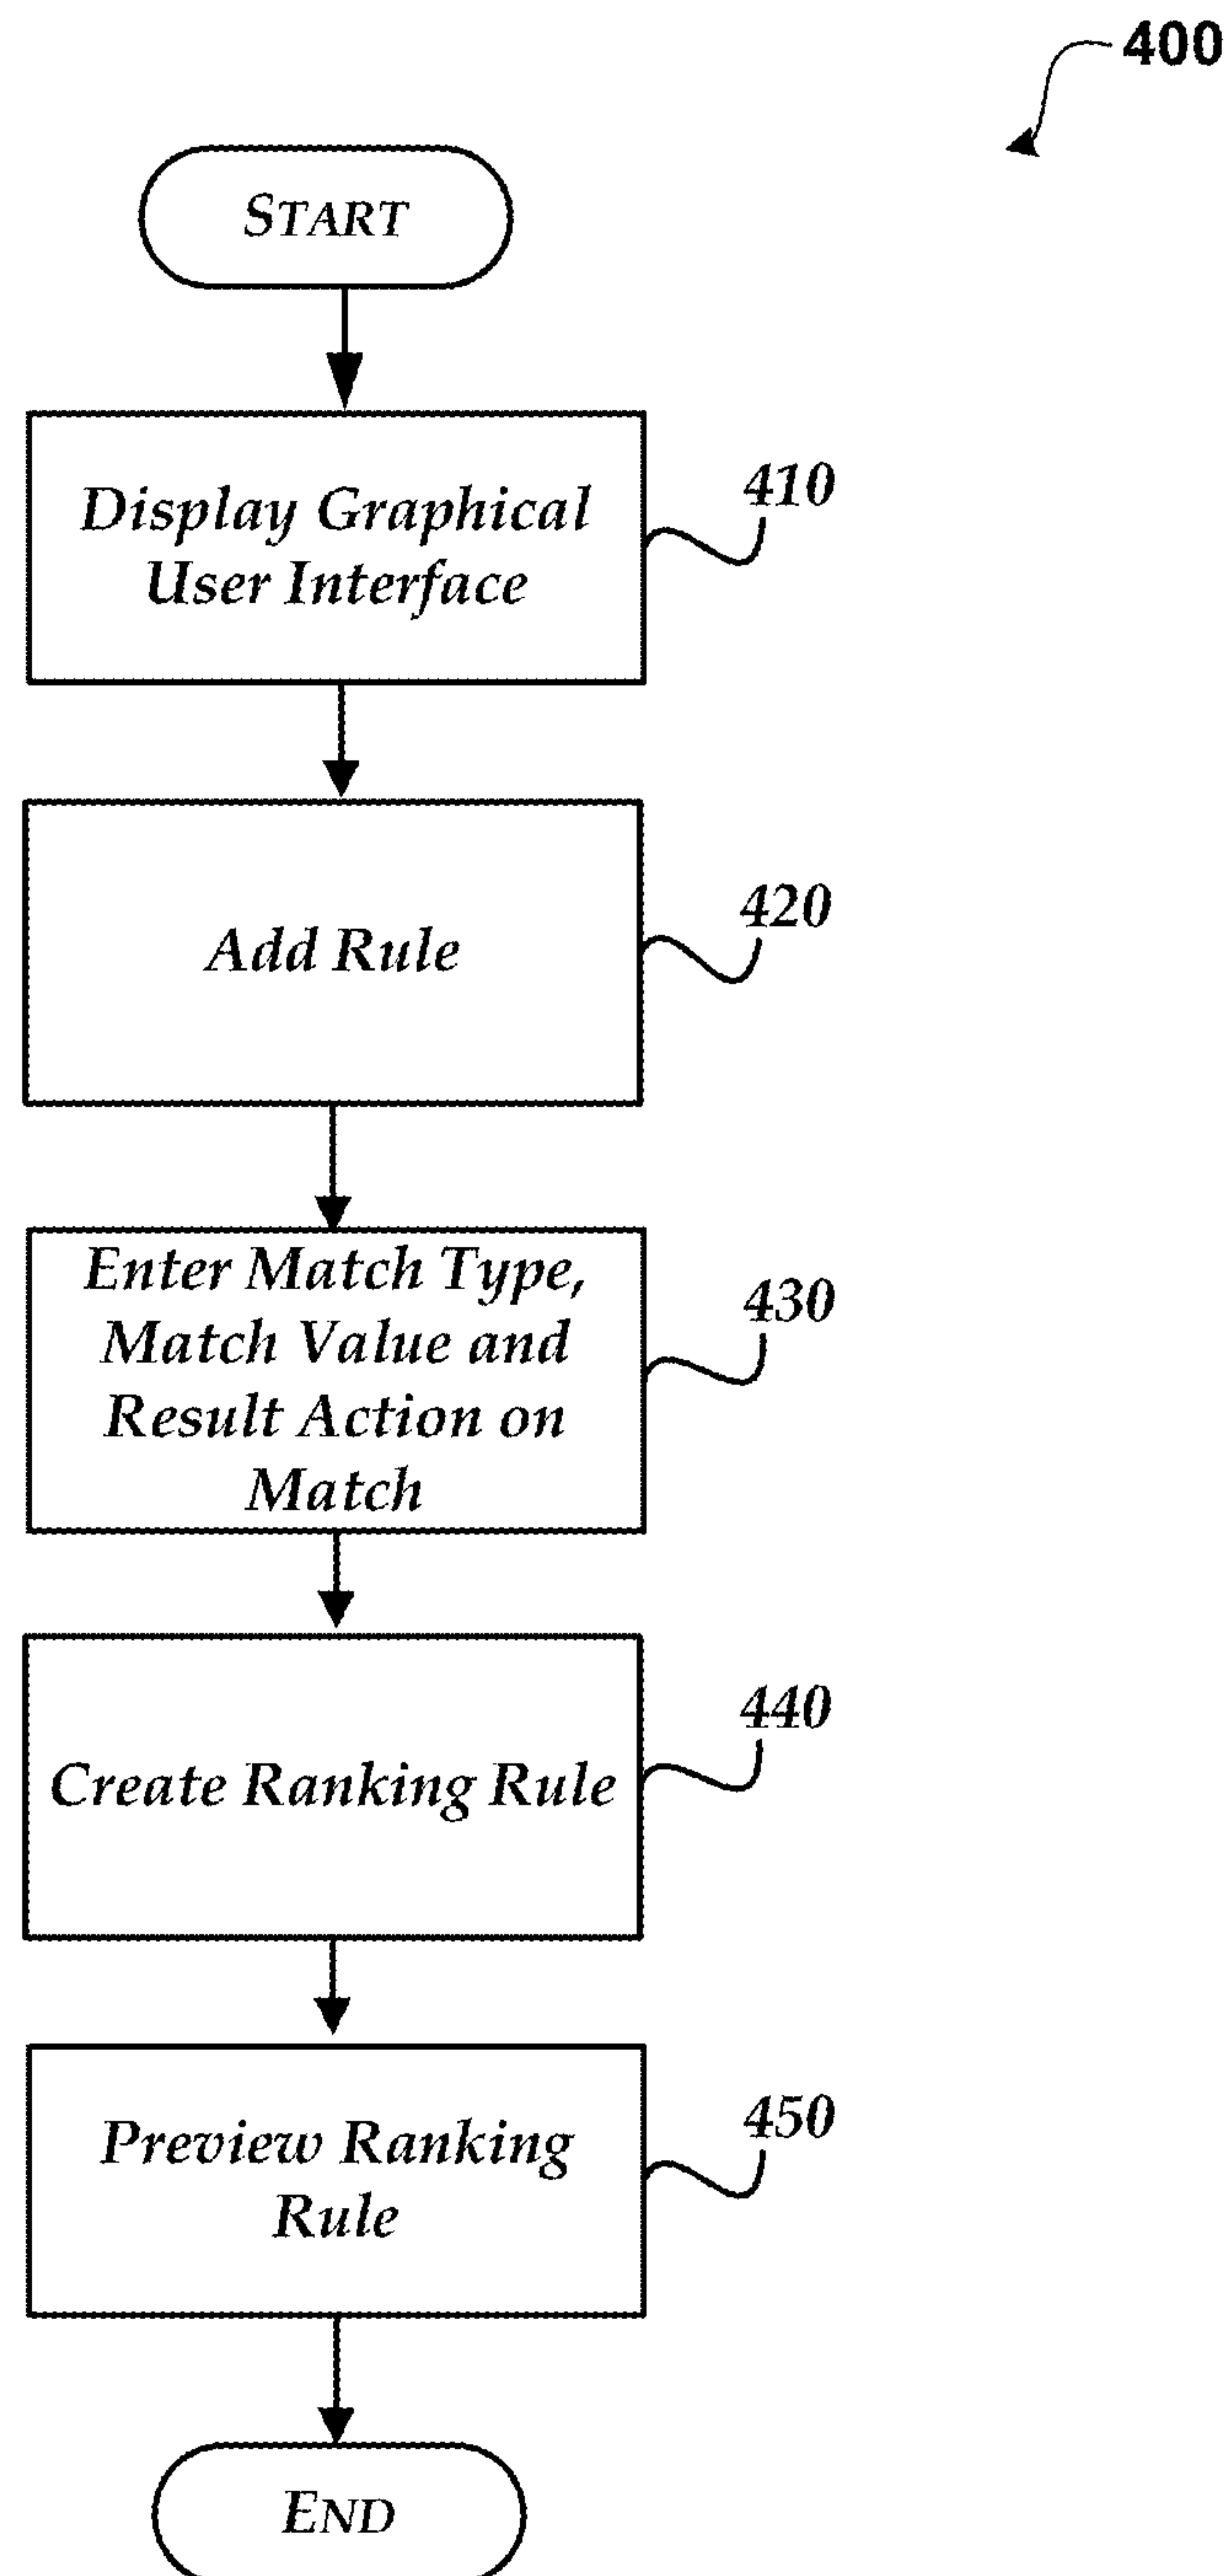 400
START
Display Graphical
User Interface
410
Add Rule
420
Enter Match Type,
Match Value and
Result Action on
Match
430
Create Ranking Rule
440
Preview Ranking
Rule
450
END